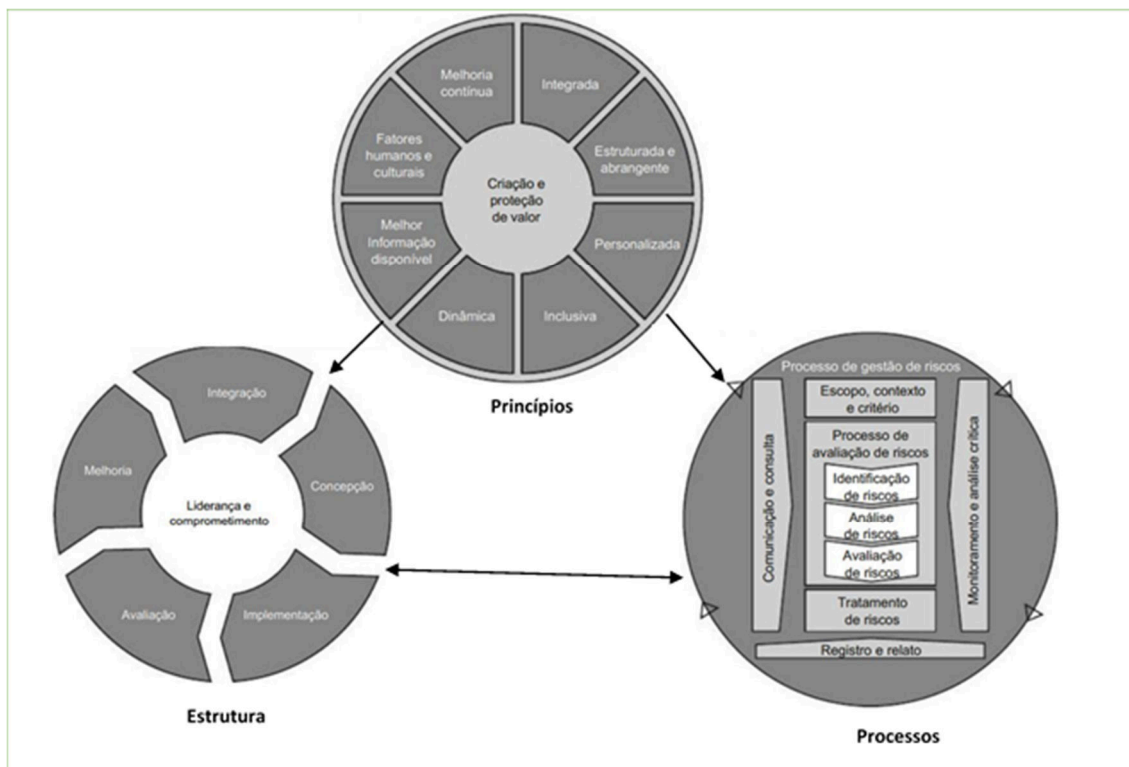 Melhoria
contínua
Integrada
Fatores
humanos e
culturais
Estruturada e
abrangente
Criação e
proteção
de valor
Melhor
Informação
disponível
Personalizada
Dinâmica
Inclusiva
Princípios
Integração
Melhoria
Concepção
Liderança e
comprometimento
Avaliação
Implementação
Estrutura
Processo de gestão de riscos
Escopo, contexto
e critério
Comunicação e consulta
Processo de
avaliação de riscos
Identificação
de riscos
Análise
de riscos
Avaliação
de riscos
Monitoramento e análise crítica
Tratamento
de riscos
Registro e relato
Processos